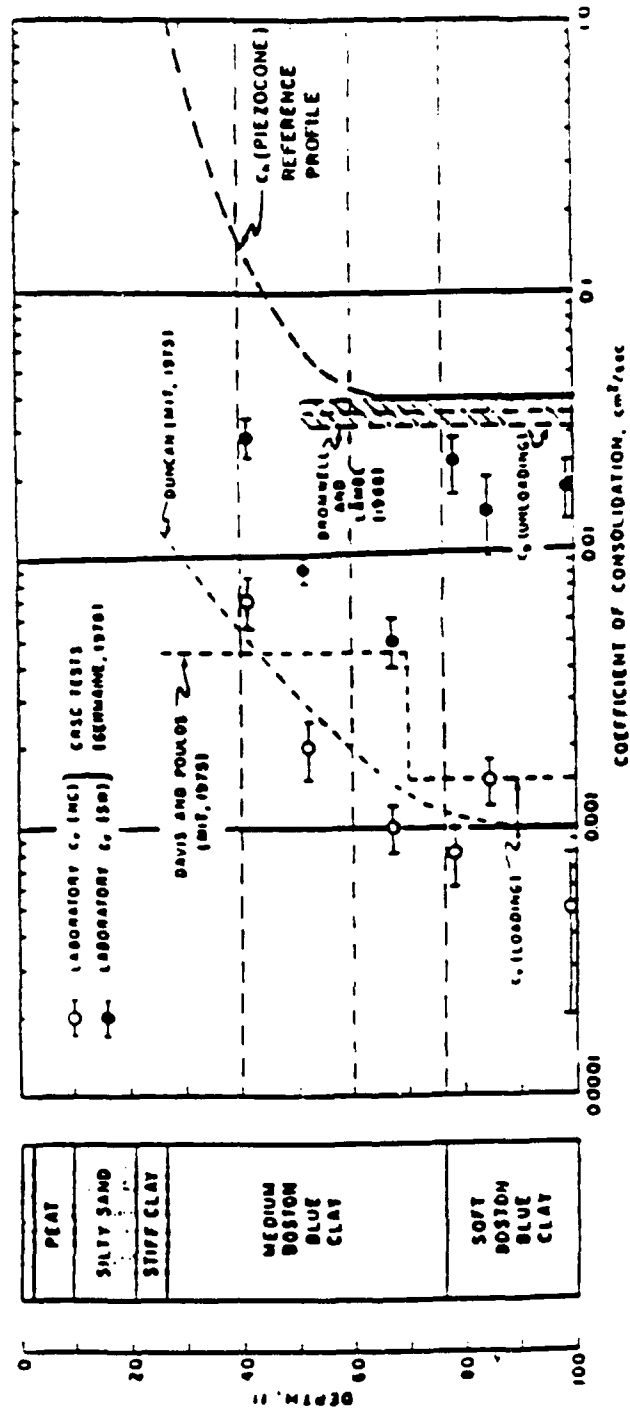 PEAT
SILTY SAND
STIFF CLAY
MEDIUM
BOSTON
BLUE
CLAY
SOFT
BOSTON
BLUE
CLAY
0
20
40
60
80
100
DEPTH, ft
LABORATORY Cv (NC)
LABORATORY Cv (SR)
CRSC TESTS
(GERMAINE, 1978)
DUNCAN (MIT, 1975)
DAVIS AND POULOS
(MIT, 1975)
Ch (PIEZOCONE)
REFERENCE
PROFILE
BROMWELL
AND
LAMBE
(1968)
Cv (UNLOADING)
Cv (LOADING)
0.0001
0.001
0.01
0.1
1.0
COEFFICIENT OF CONSOLIDATION, cm²/sec